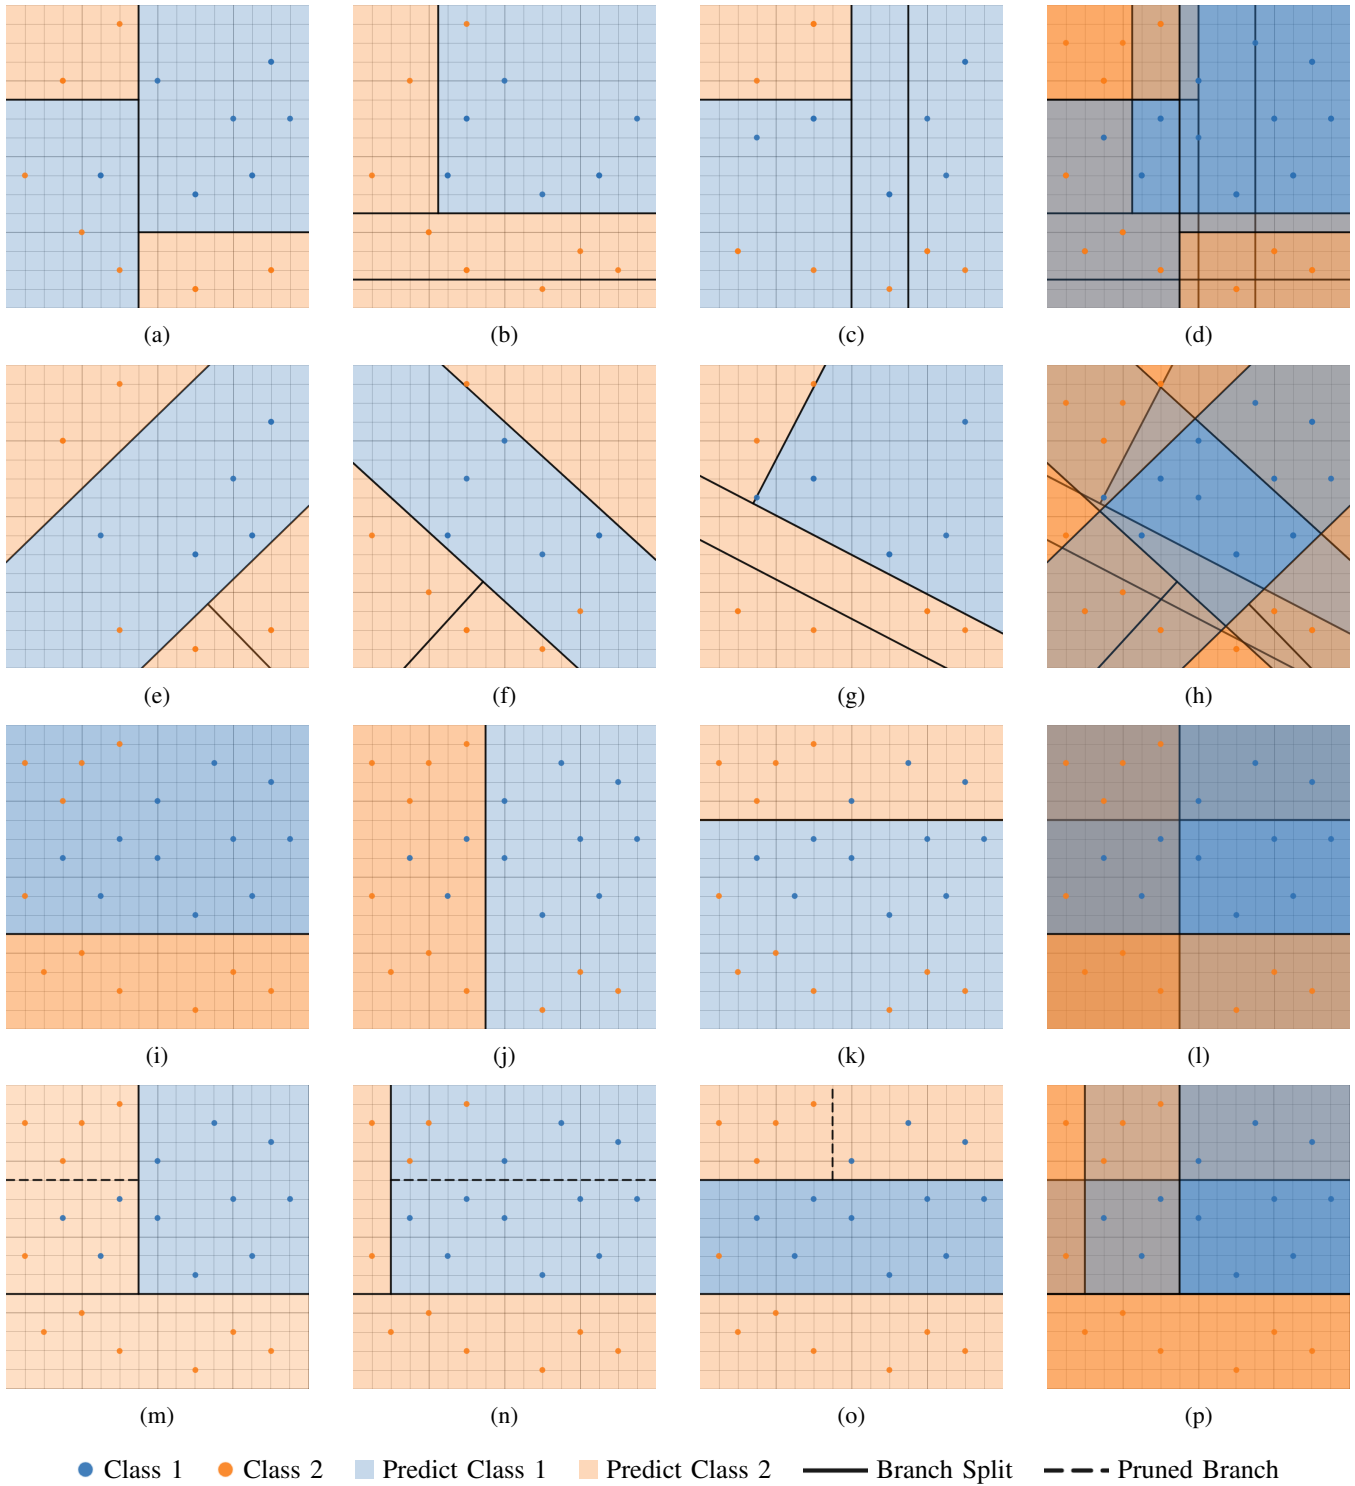 (a) (b) (c) (d)
(e) (f) (g) (h)
(i) (j) (k) (l)
(m) (n) (o) (p)
Class 1 Class 2 Predict Class 1 Predict Class 2 Branch Split Pruned Branch